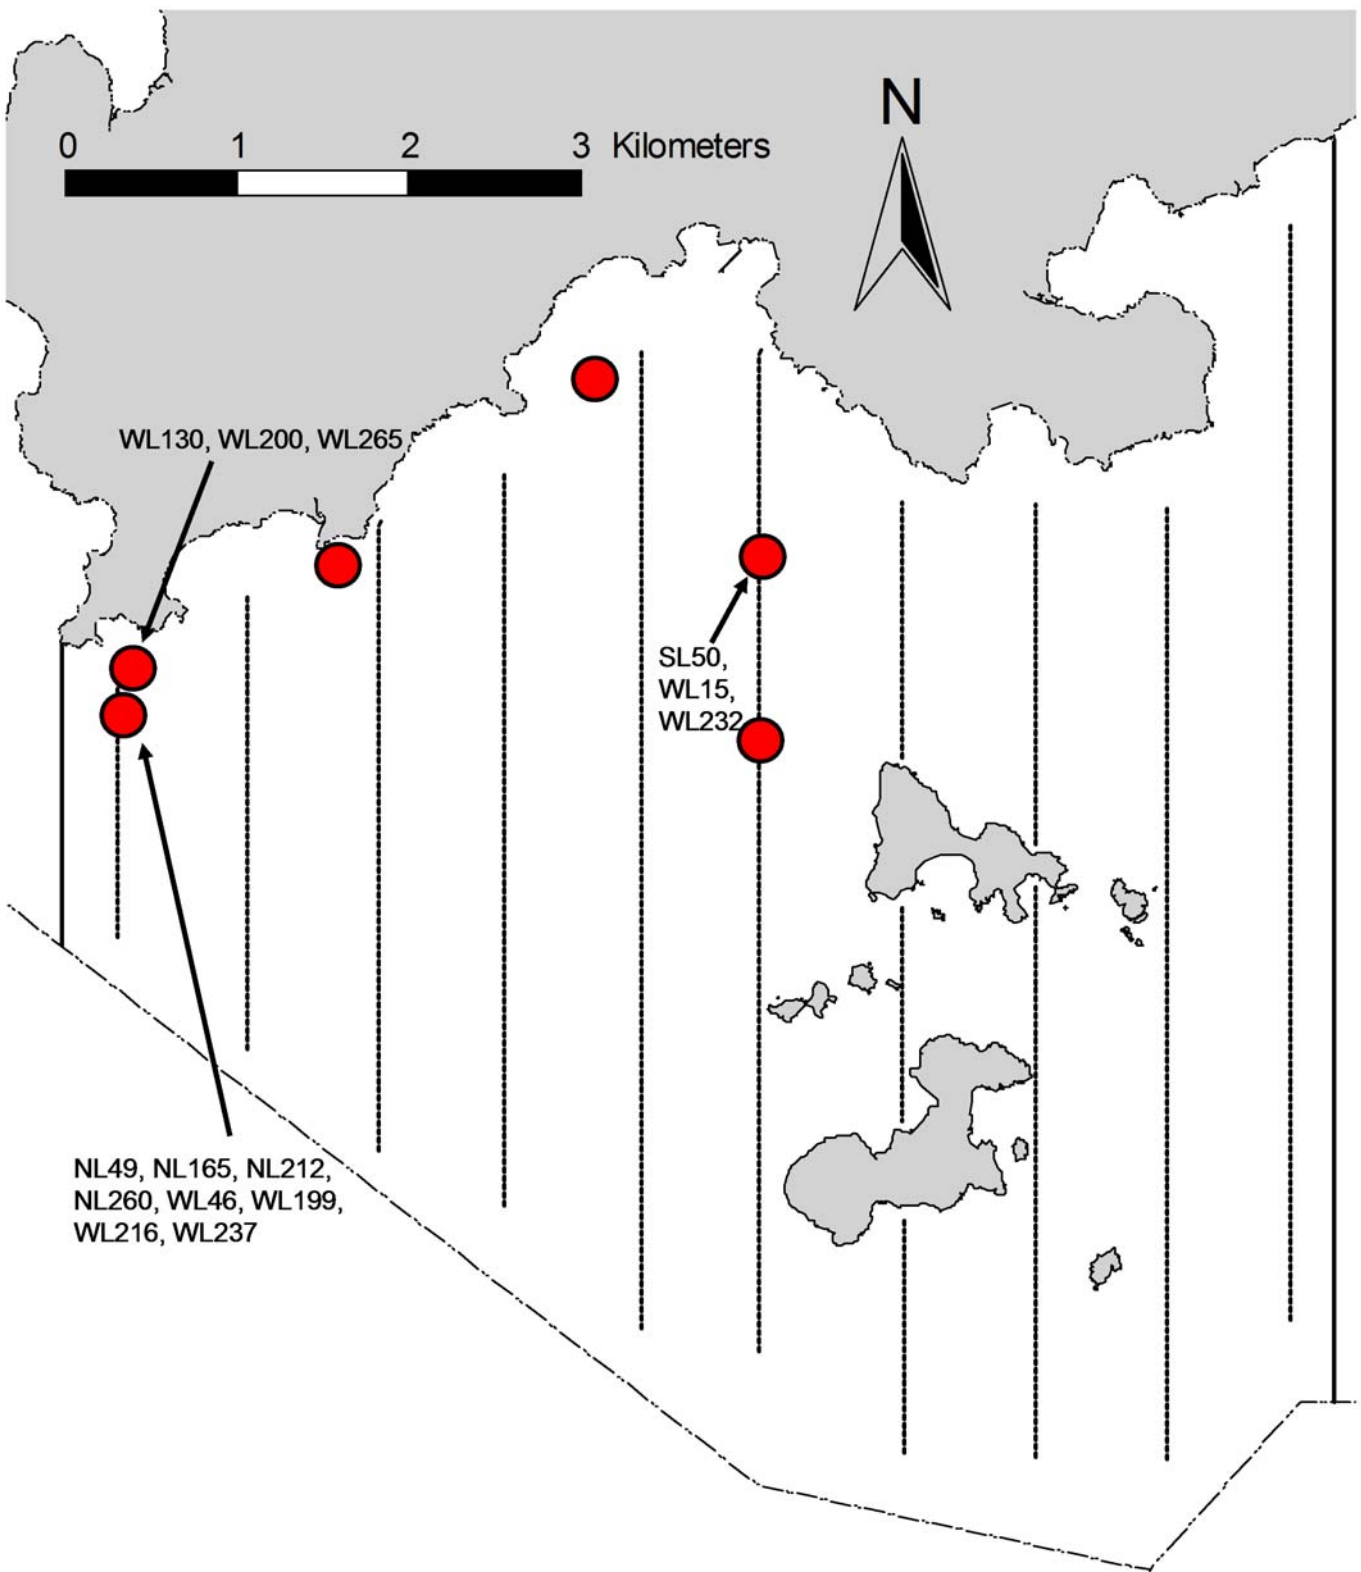 N
0 1 2 3 Kilometers
WL130, WL200, WL265
SL50,
WL15,
WL232
NL49, NL165, NL212,
NL260, WL46, WL199,
WL216, WL237